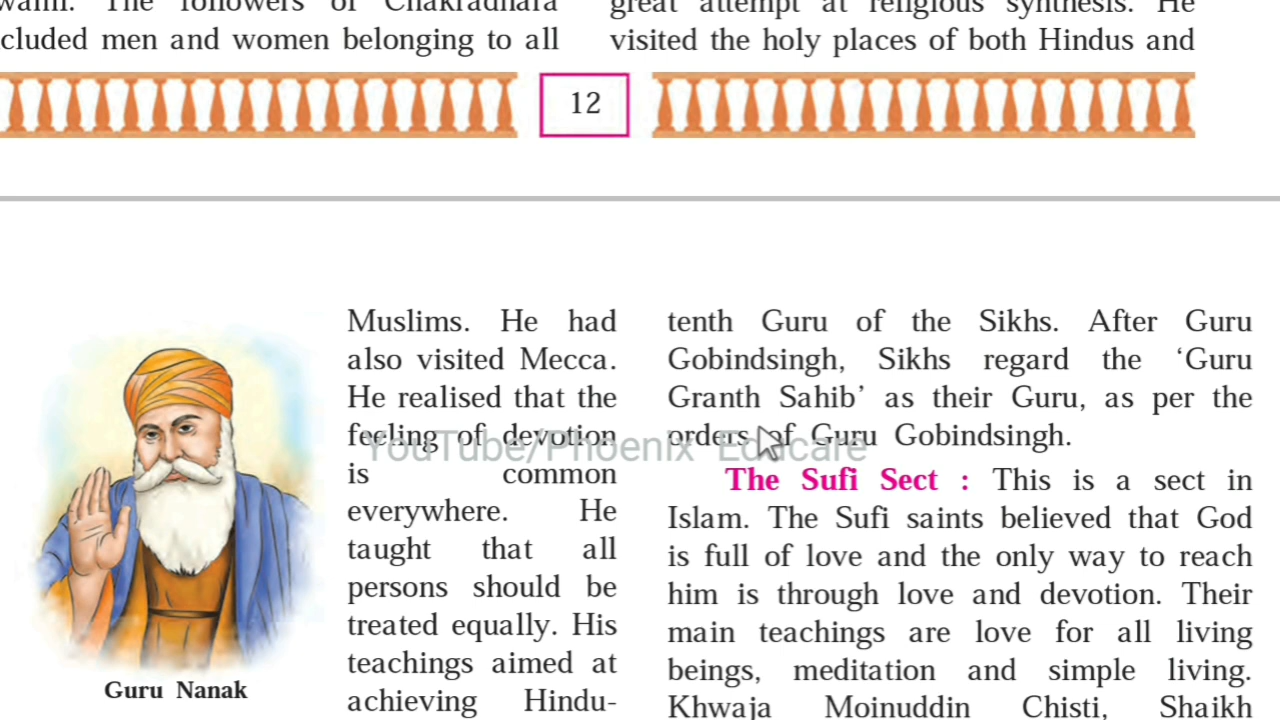 The followers of Chakradhara
cluded men and women belonging to all
great attempt at religious synthesis. He
visited the holy places of both Hindus and
12
Muslims. He had
also visited Mecca.
He realised that the
feeling of devotion
is common
everywhere. He
taught that all
persons should be
treated equally. His
teachings aimed at
achieving Hindu-
Guru Nanak
tenth Guru of the Sikhs. After Guru
Gobindsingh, Sikhs regard the ‘Guru
Granth Sahib’ as their Guru, as per the
orders of Guru Gobindsingh.
The Sufi Sect : This is a sect in
Islam. The Sufi saints believed that God
is full of love and the only way to reach
him is through love and devotion. Their
main teachings are love for all living
beings, meditation and simple living.
Khwaja Moinuddin Chisti, Shaikh
YouTube/Phoenix Educare